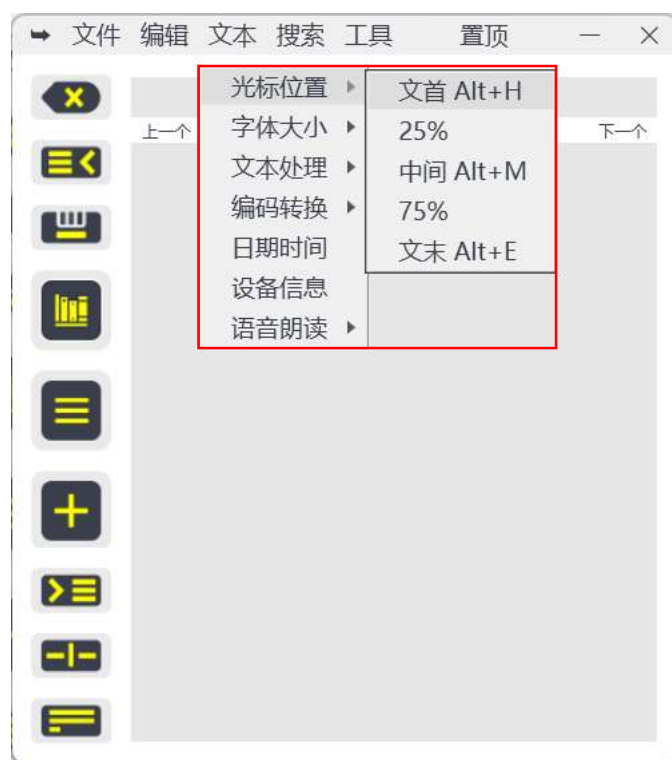 文件 编辑 文本 搜索 工具 置顶
上一个 下一个
光标位置
字体大小
文本处理
编码转换
日期时间
设备信息
语音朗读
文首 Alt+H
25%
中间 Alt+M
75%
文末 Alt+E